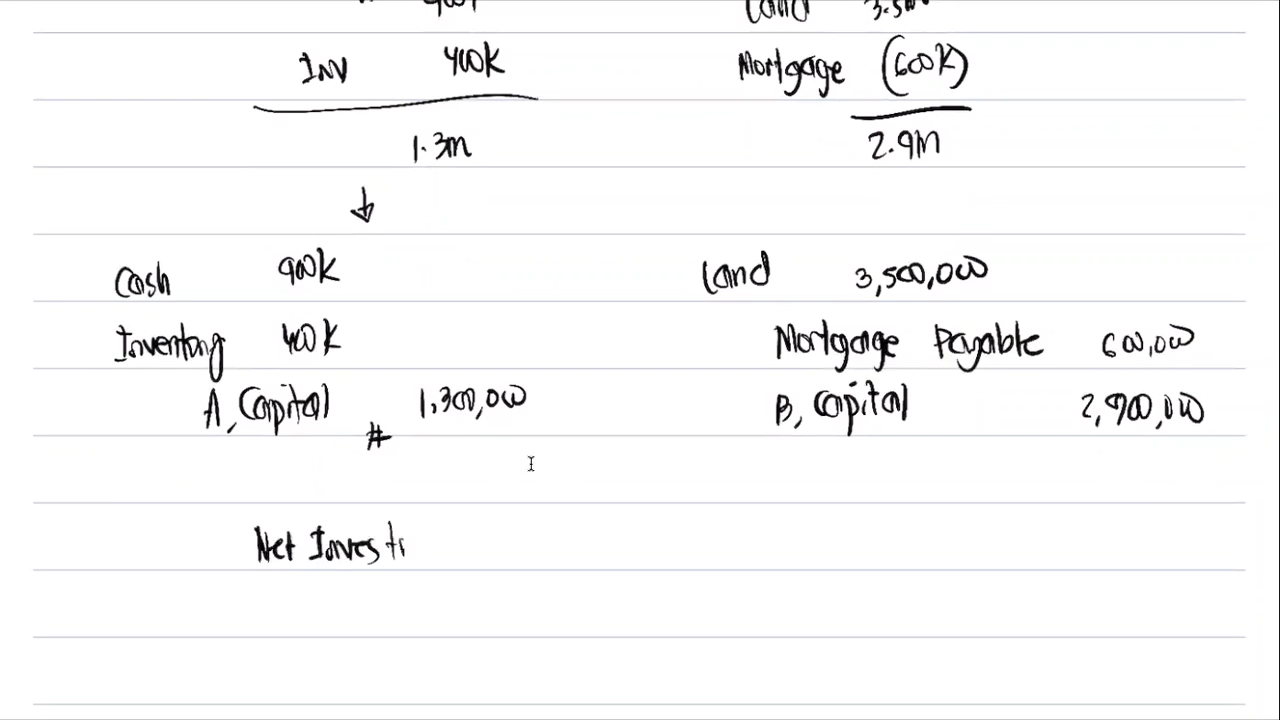 Inv 400K
Mortgage (600K)
1.3m
2.9M
Cash 900K
Inventory 400K
A, Capital 1,300,000
#
Land 3,500,000
Mortgage Payable 600,000
B, Capital 2,900,000
Net Invest